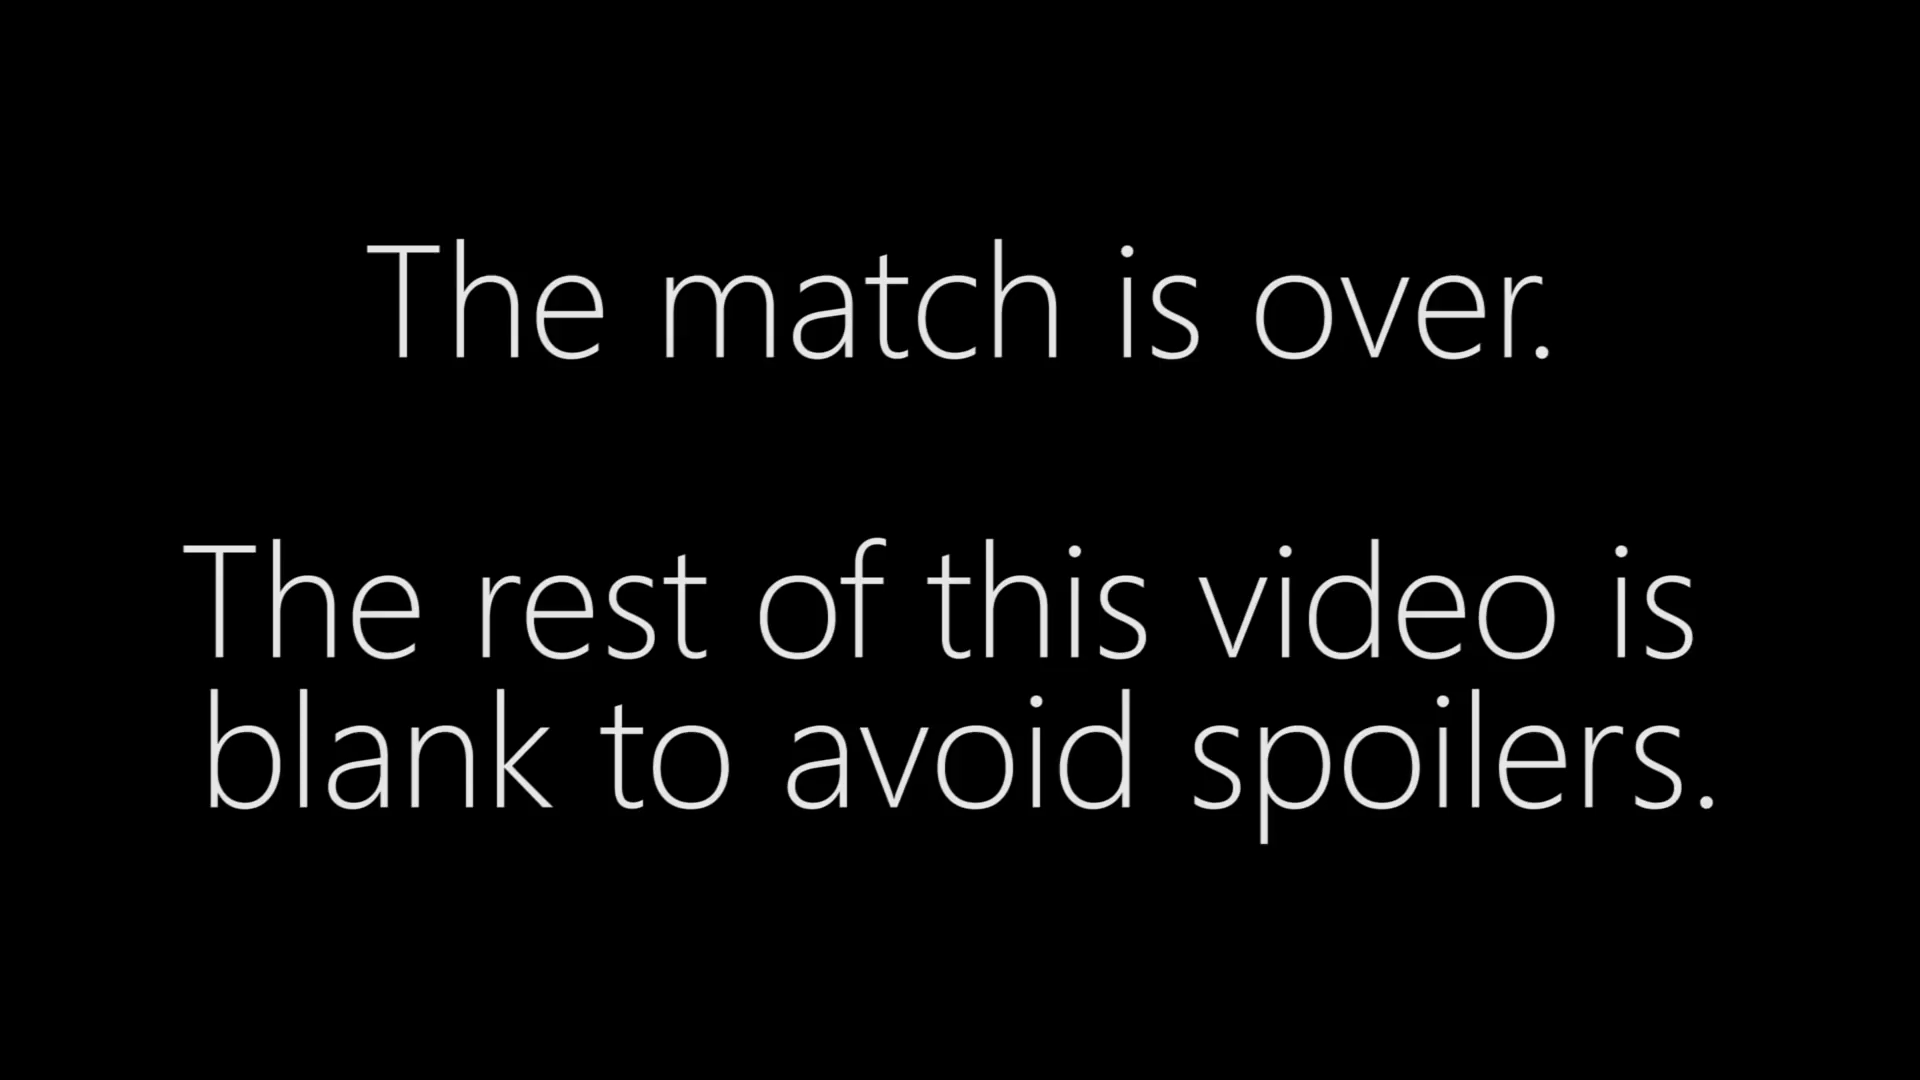 The match is over.
The rest of this video is
blank to avoid spoilers.